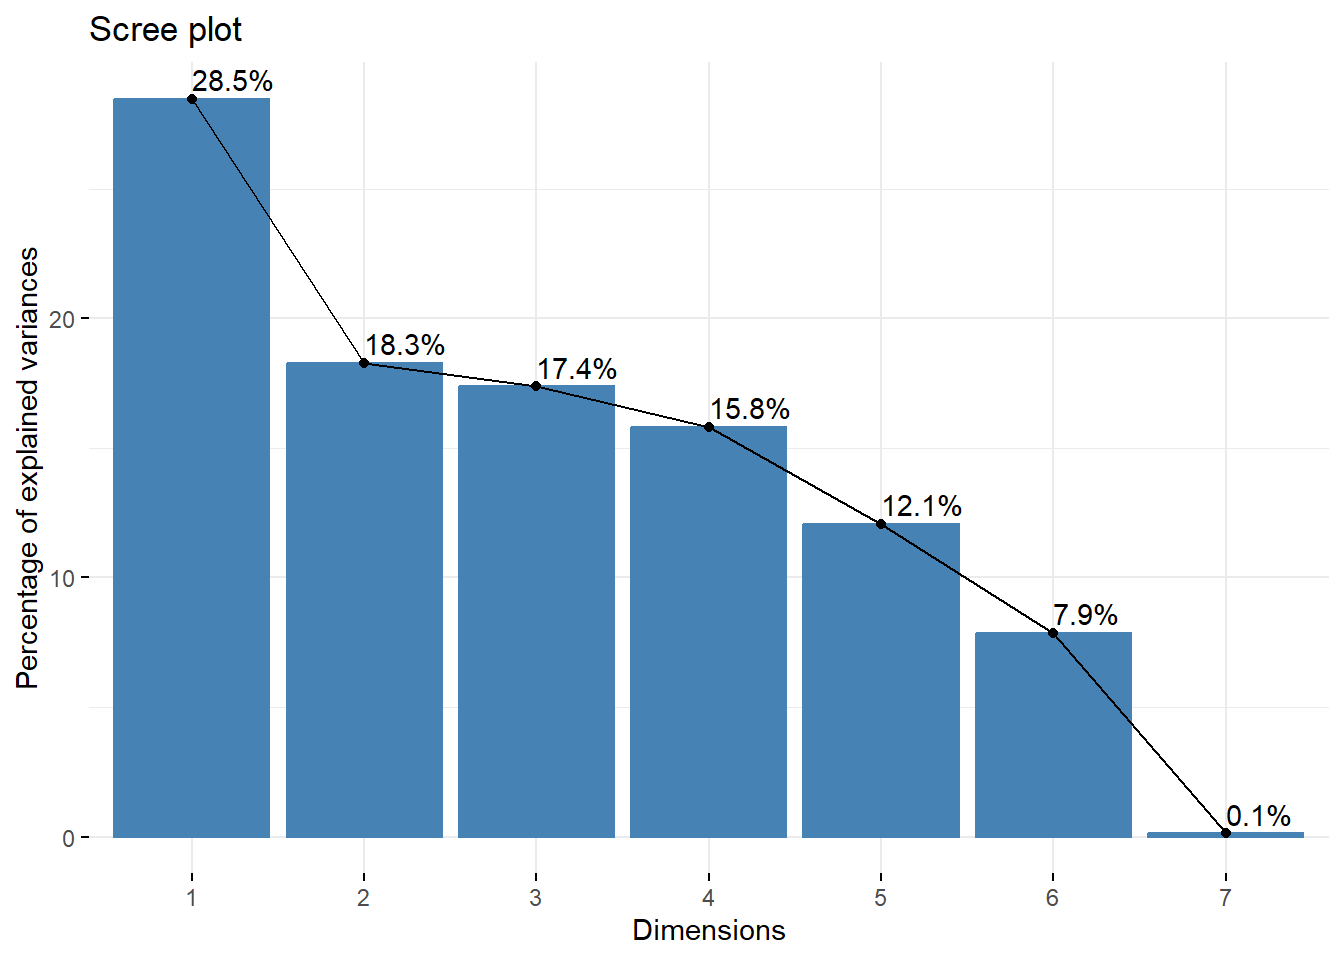 Scree plot
28.5%
18.3%
17.4%
15.8%
12.1%
7.9%
0.1%
Percentage of explained variances
20
10
0
1 2 3 4 5 6 7
Dimensions